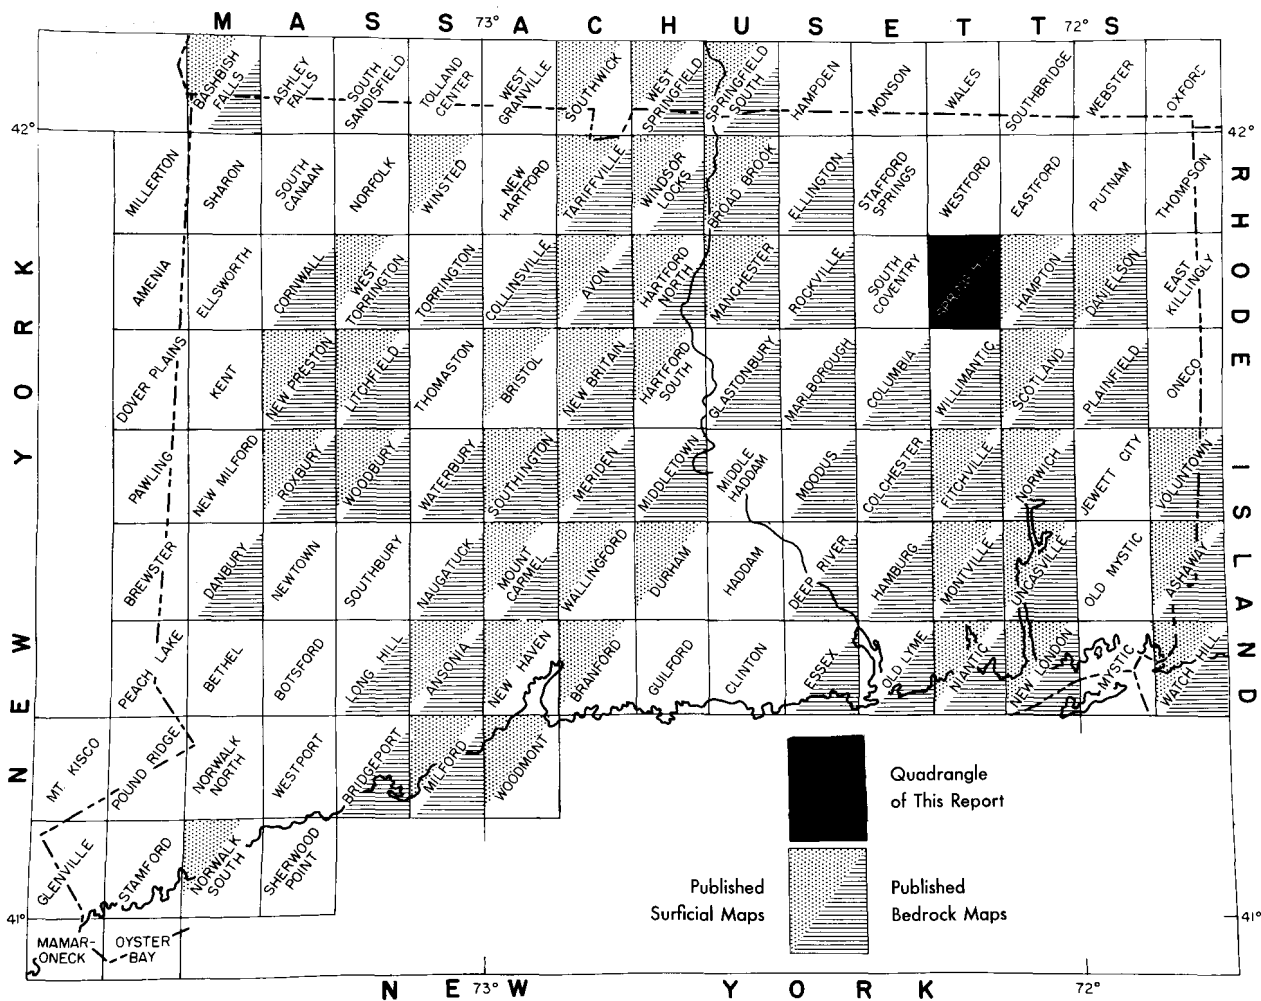 M A S S A C H U S E T T S
73°
72°
BASHBISH FALLS
ASHLEY FALLS
SOUTH SANDISFIELD
TOLLAND CENTER
WEST GRANVILLE
SOUTHWICK
WEST SPRINGFIELD
SPRINGFIELD SOUTH
HAMPDEN
MONSON
WALES
SOUTHBRIDGE
WEBSTER
OXFORD
42°
42°
MILLERTON
SHARON
SOUTH CANAAN
NORFOLK
WINSTED
NEW HARTFORD
TARIFFVILLE
WINDSOR LOCKS
BROAD BROOK
ELLINGTON
STAFFORD SPRINGS
WESTFORD
EASTFORD
PUTNAM
THOMPSON
AMENIA
ELLSWORTH
CORNWALL
WEST TORRINGTON
TORRINGTON
COLLINSVILLE
AVON
HARTFORD NORTH
MANCHESTER
ROCKVILLE
SOUTH COVENTRY
SPRING HILL
HAMPTON
DANIELSON
EAST KILLINGLY
DOVER PLAINS
KENT
NEW PRESTON
LITCHFIELD
THOMASTON
BRISTOL
NEW BRITAIN
HARTFORD SOUTH
GLASTONBURY
MARLBOROUGH
COLUMBIA
WILLIMANTIC
SCOTLAND
PLAINFIELD
ONECO
PAWLING
NEW MILFORD
ROXBURY
WOODBURY
WATERBURY
SOUTHINGTON
MERIDEN
MIDDLETOWN
MIDDLE HADDAM
MOODUS
COLCHESTER
FITCHVILLE
NORWICH
JEWETT CITY
VOLUNTOWN
BREWSTER
DANBURY
NEWTOWN
SOUTHBURY
NAUGATUCK
MOUNT CARMEL
WALLINGFORD
DURHAM
HADDAM
DEEP RIVER
HAMBURG
MONTVILLE
UNCASVILLE
OLD MYSTIC
ASHAWAY
PEACH LAKE
BETHEL
BOTSFORD
LONG HILL
ANSONIA
NEW HAVEN
BRANFORD
GUILFORD
CLINTON
ESSEX
OLD LYME
NIANTIC
NEW LONDON
MYSTIC
WATCH HILL
MT. KISCO
POUND RIDGE
NORWALK NORTH
WESTPORT
BRIDGEPORT
MILFORD
WOODMONT
GLENVILLE
STAMFORD
NORWALK SOUTH
SHERWOOD POINT
MAMAR-
ONECK
OYSTER
BAY
41°
41°
NEW YORK
RHODE ISLAND
Quadrangle
of This Report
Published
Surficial Maps
Published
Bedrock Maps
73°
72°
N E W Y O R K